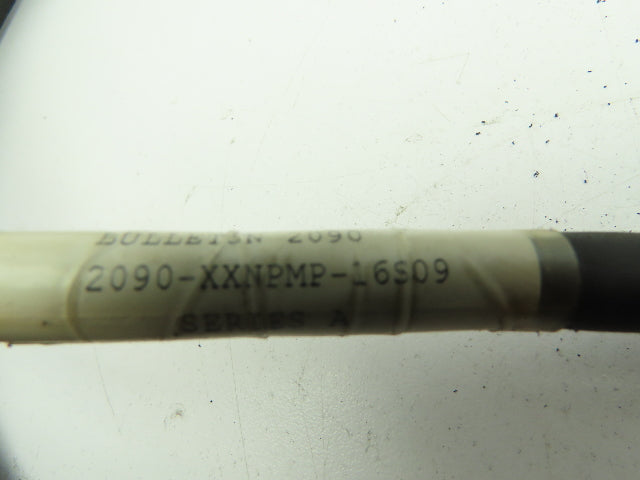 BULLETIN 2090
2090-XXNPMP-16S09
SERIES A